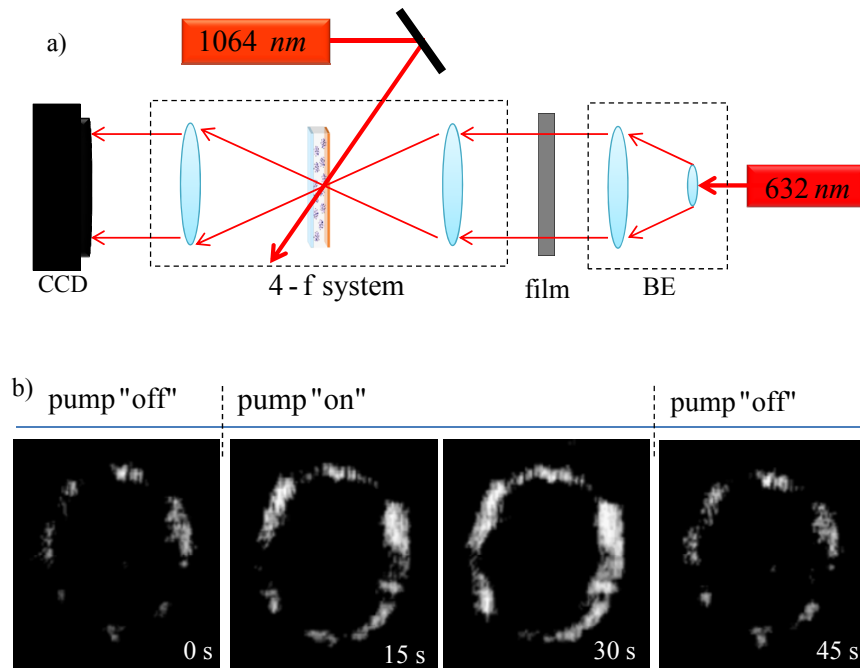 a)
1064 nm
632 nm
CCD
4 - f system
film
BE
b)
pump "off"
pump "on"
pump "off"
0 s
15 s
30 s
45 s